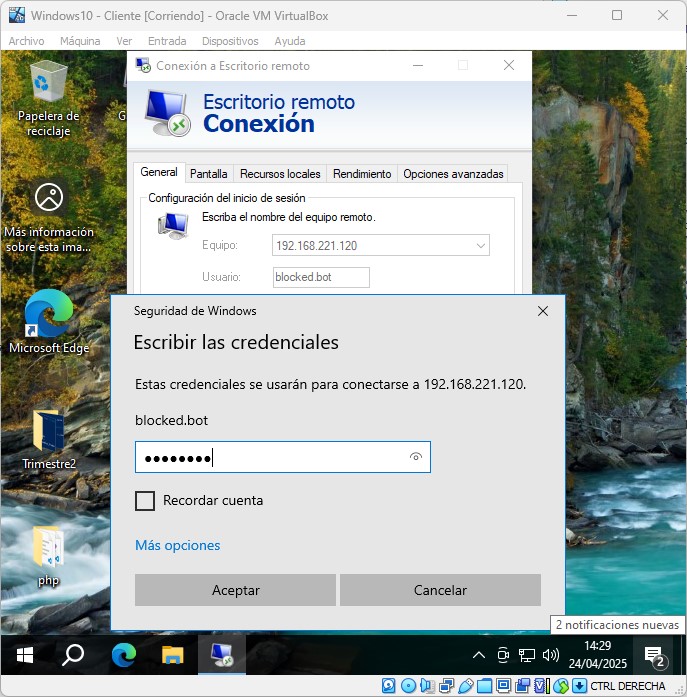 Windows10 - Cliente [Corriendo] - Oracle VM VirtualBox
Archivo Máquina Ver Entrada Dispositivos Ayuda
Papelera de
reciclaje
G
Más información
sobre esta ima...
Microsoft Edge
Trimestre2
php
Conexión a Escritorio remoto
Escritorio remoto
Conexión
General Pantalla Recursos locales Rendimiento Opciones avanzadas
Configuración del inicio de sesión
Escriba el nombre del equipo remoto.
Equipo: 192.168.221.120
Usuario: blocked.bot
Seguridad de Windows
Escribir las credenciales
Estas credenciales se usarán para conectarse a 192.168.221.120.
blocked.bot
●●●●●●●●
Recordar cuenta
Más opciones
Aceptar Cancelar
2 notificaciones nuevas
14:29
24/04/2025
2
CTRL DERECHA